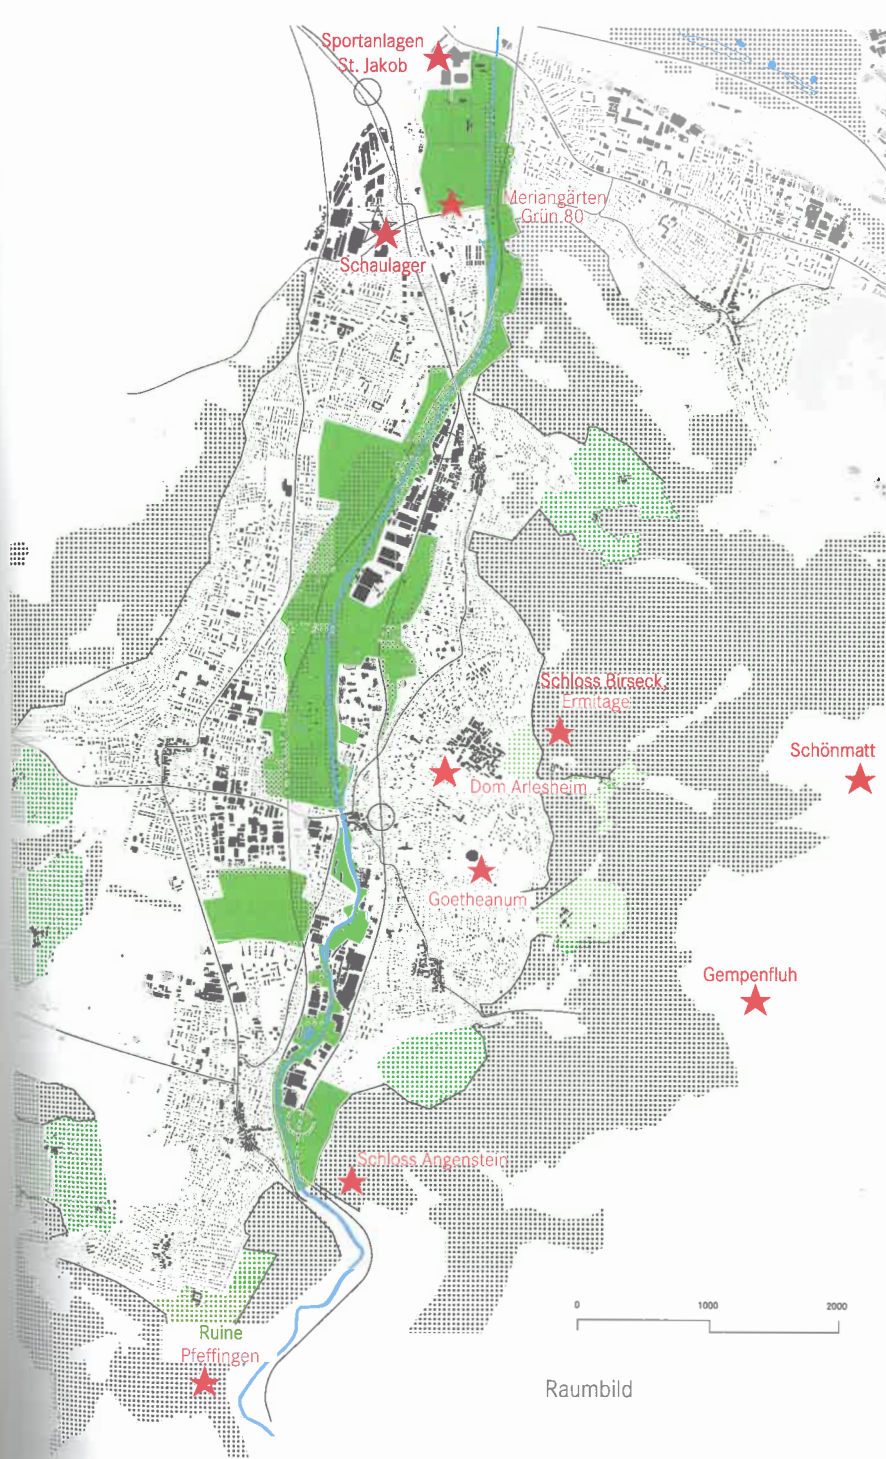 Sportanlagen
St. Jakob
Meriangärten
Grün 80
Schaulager
Schloss Birseck,
Ermitage
Schönmatt
Dom Arlesheim
Goetheanum
Gempenfluh
Schloss Angenstein
0 1000 2000
Ruine
Pfeffingen
Raumbild